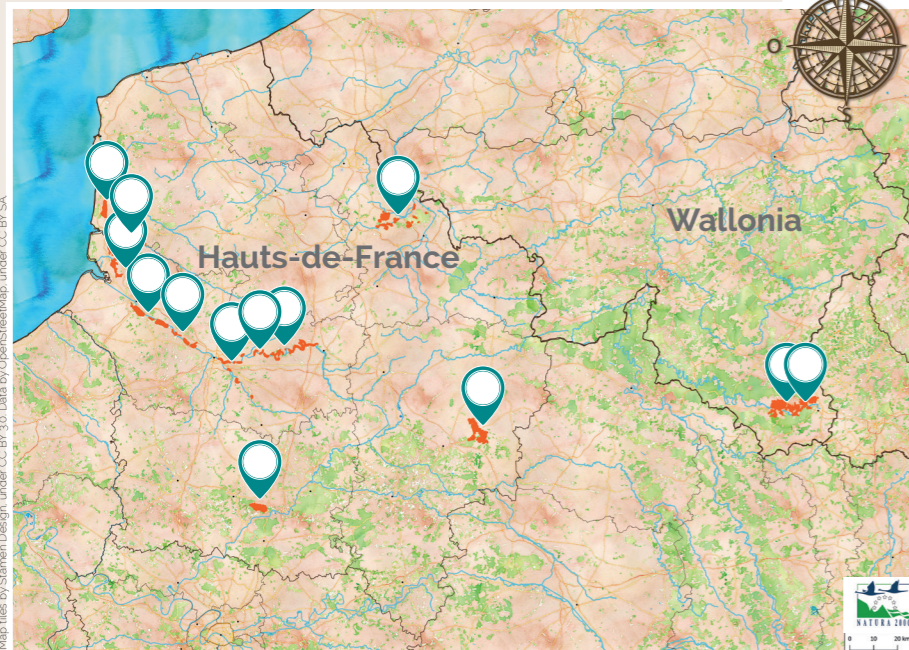 O
S
Wallonia
Hauts-de-France
Map tiles by Stamen Design, under CC BY 3.0. Data by OpenStreetMap, under CC BY SA
NATURA 2000
0 10 20 km